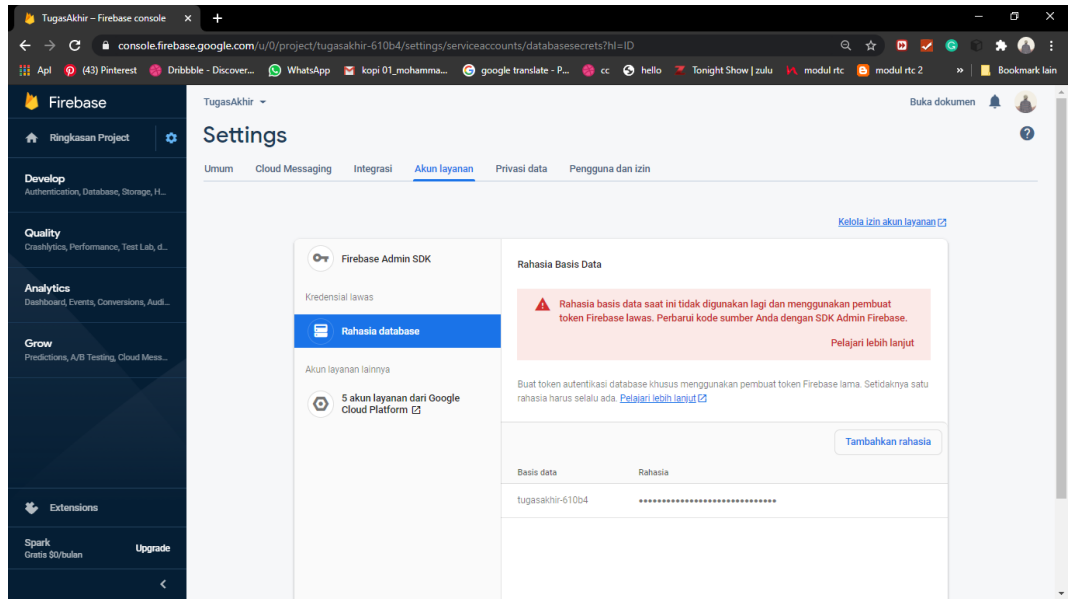 TugasAkhir – Firebase console
console.firebase.google.com/u/0/project/tugasakhir-610b4/settings/serviceaccounts/databasesecrets?hl=ID
Apl (43) Pinterest Dribbble - Discover... WhatsApp kopi 01_mohamma... google translate - P... cc hello Tonight Show | zulu modul rtc modul rtc 2 » Bookmark lain
Firebase
TugasAkhir
Buka dokumen
Ringkasan Project
Settings
Umum Cloud Messaging Integrasi Akun layanan Privasi data Pengguna dan izin
Develop
Authentication, Database, Storage, H...
Quality
Crashlytics, Performance, Test Lab, d...
Analytics
Dashboard, Events, Conversions, Audi...
Grow
Predictions, A/B Testing, Cloud Mess...
Extensions
Spark
Gratis $0/bulan
Upgrade
Kelola izin akun layanan
Firebase Admin SDK
Kredensial lawas
Rahasia database
Akun layanan lainnya
5 akun layanan dari Google
Cloud Platform
Rahasia Basis Data
Rahasia basis data saat ini tidak digunakan lagi dan menggunakan pembuat
token Firebase lawas. Perbarui kode sumber Anda dengan SDK Admin Firebase.
Pelajari lebih lanjut
Buat token autentikasi database khusus menggunakan pembuat token Firebase lama. Setidaknya satu
rahasia harus selalu ada. Pelajari lebih lanjut
Tambahkan rahasia
Basis data Rahasia
tugasakhir-610b4 ••••••••••••••••••••••••••••••